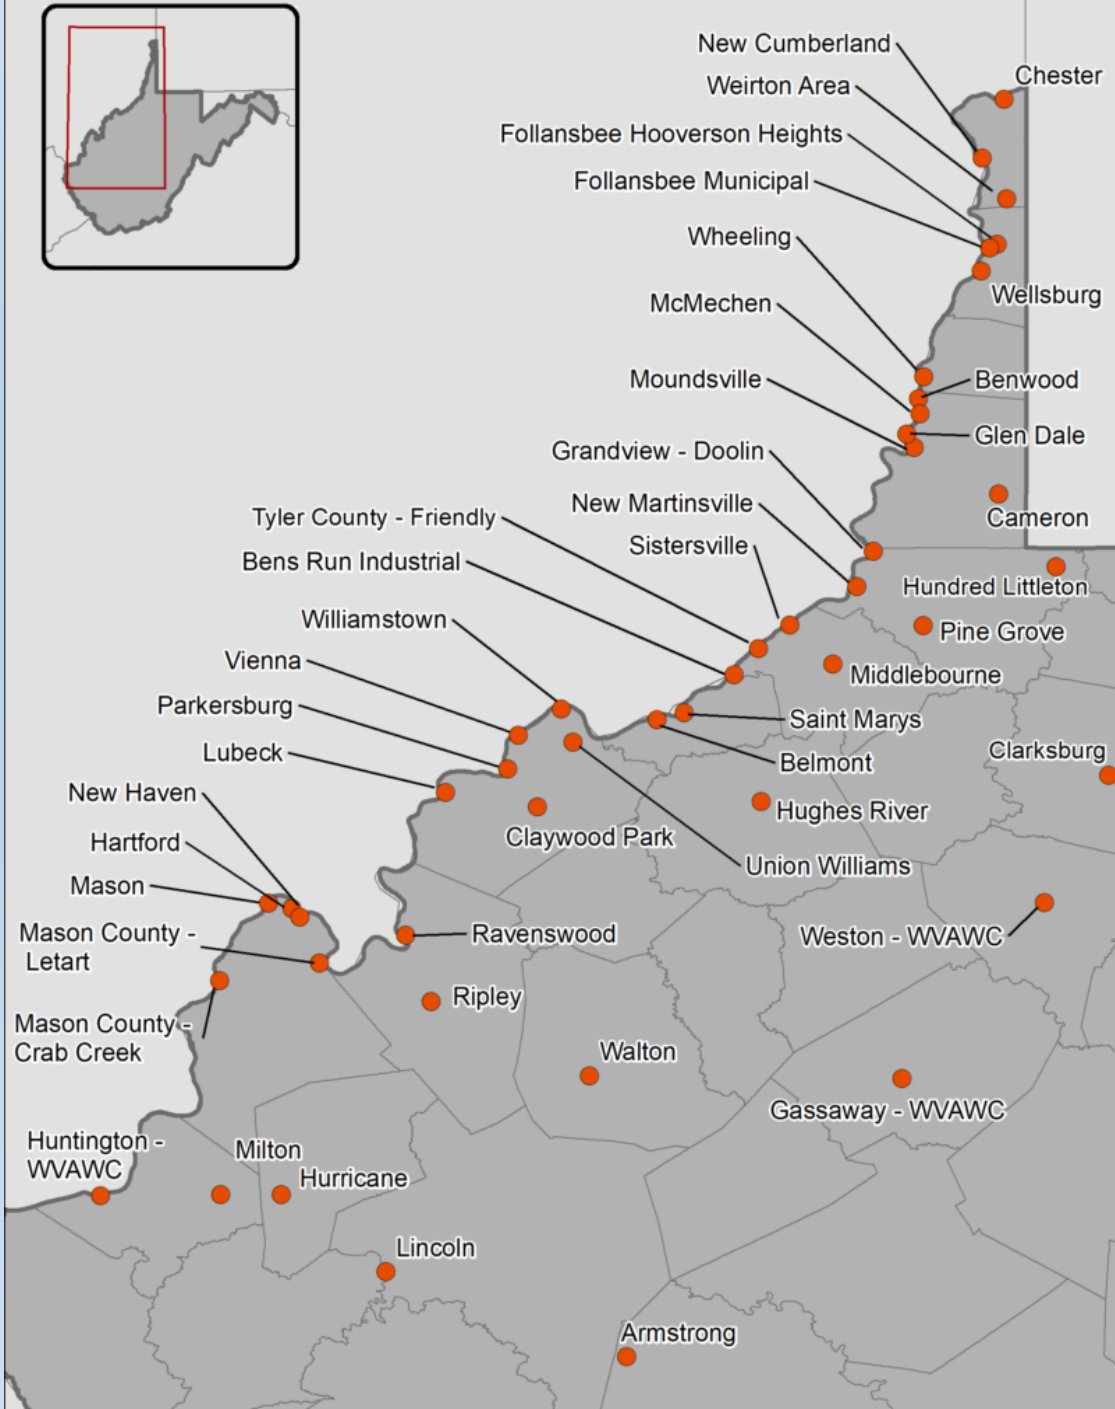 New Cumberland
Chester
Weirton Area
Follansbee Hooverson Heights
Follansbee Municipal
Wheeling
Wellsburg
McMechen
Moundsville
Benwood
Glen Dale
Grandview - Doolin
New Martinsville
Tyler County - Friendly
Cameron
Sistersville
Bens Run Industrial
Hundred Littleton
Williamstown
Pine Grove
Vienna
Middlebourne
Parkersburg
Saint Marys
Lubeck
Clarksburg
Belmont
New Haven
Hughes River
Claywood Park
Hartford
Union Williams
Mason
Mason County -
Letart
Ravenswood
Weston - WVAWC
Ripley
Mason County -
Crab Creek
Walton
Gassaway - WVAWC
Huntington -
WVAWC
Milton
Hurricane
Lincoln
Armstrong